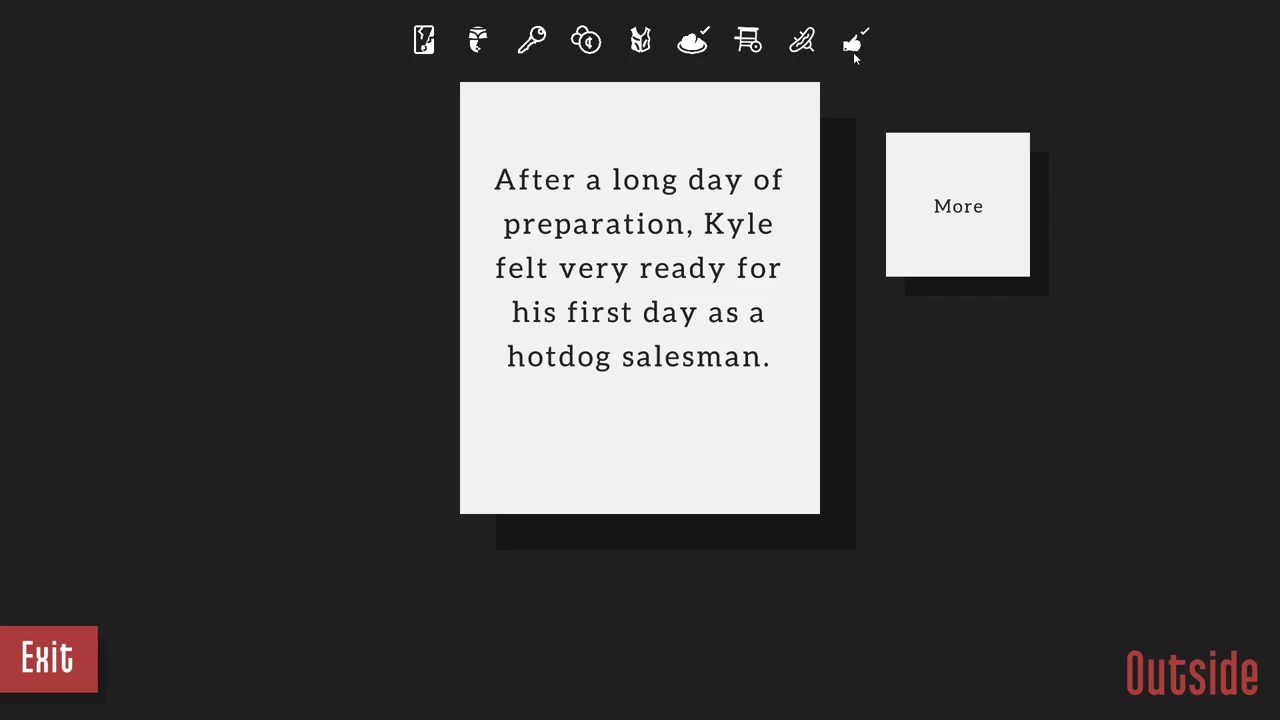 After a long day of
preparation, Kyle
felt very ready for
his first day as a
hotdog salesman.
More
Exit
Outside